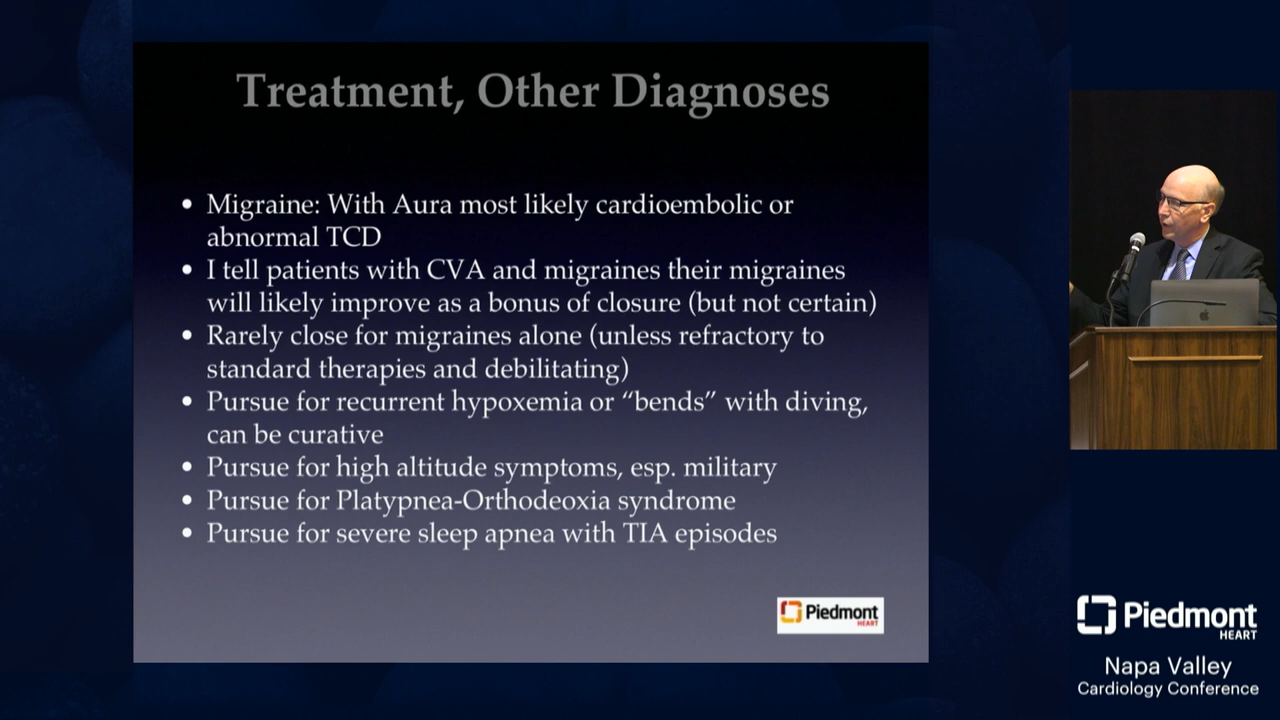 Treatment, Other Diagnoses
• Migraine: With Aura most likely cardioembolic or
abnormal TCD
• I tell patients with CVA and migraines their migraines
will likely improve as a bonus of closure (but not certain)
• Rarely close for migraines alone (unless refractory to
standard therapies and debilitating)
• Pursue for recurrent hypoxemia or “bends” with diving,
can be curative
• Pursue for high altitude symptoms, esp. military
• Pursue for Platypnea-Orthodeoxia syndrome
• Pursue for severe sleep apnea with TIA episodes
Piedmont
HEART
Piedmont
HEART
Napa Valley
Cardiology Conference